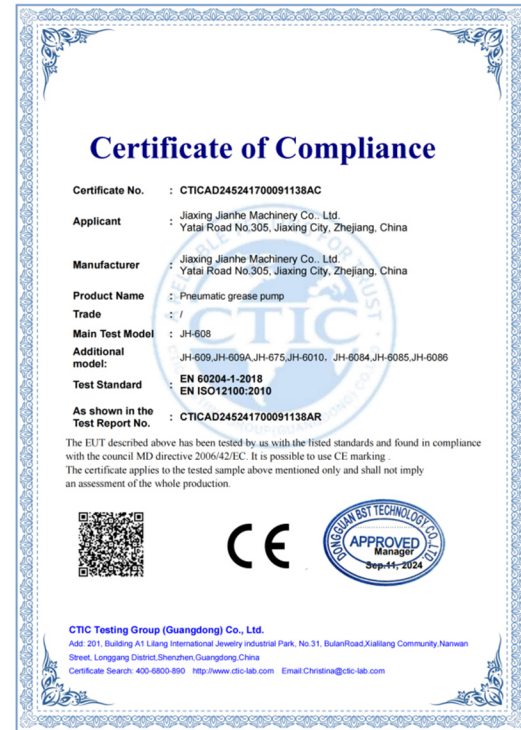 Certificate of Compliance
Certificate No. : CTICAD245241700091138AC
Applicant : Jiaxing Jianhe Machinery Co.. Ltd.
Yatai Road No.305, Jiaxing City, Zhejiang, China
Manufacturer : Jiaxing Jianhe Machinery Co.. Ltd.
Yatai Road No.305, Jiaxing City, Zhejiang, China
Product Name : Pneumatic grease pump
Trade : /
Main Test Model : JH-608
Additional
model: JH-609,JH-609A,JH-675,JH-6010、JH-6084,JH-6085,JH-6086
Test Standard : EN 60204-1-2018
EN ISO12100:2010
As shown in the
Test Report No. : CTICAD245241700091138AR
The EUT described above has been tested by us with the listed standards and found in compliance
with the council MD directive 2006/42/EC. It is possible to use CE marking .
The certificate applies to the tested sample above mentioned only and shall not imply
an assessment of the whole production.
CTIC
CE
DONGGUAN BST TECHNOLOGY CO.,LTD.
APPROVED
Manager
Sep.11, 2024
CTIC Testing Group (Guangdong) Co., Ltd.
Add: 201, Building A1 Lilang International Jewelry industrial Park, No.31, BulanRoad,Xialilang Community,Nanwan
Street, Longgang District,Shenzhen,Guangdong,China
Certificate Search: 400-6800-890 http://www.ctic-lab.com Email:Christina@ctic-lab.com